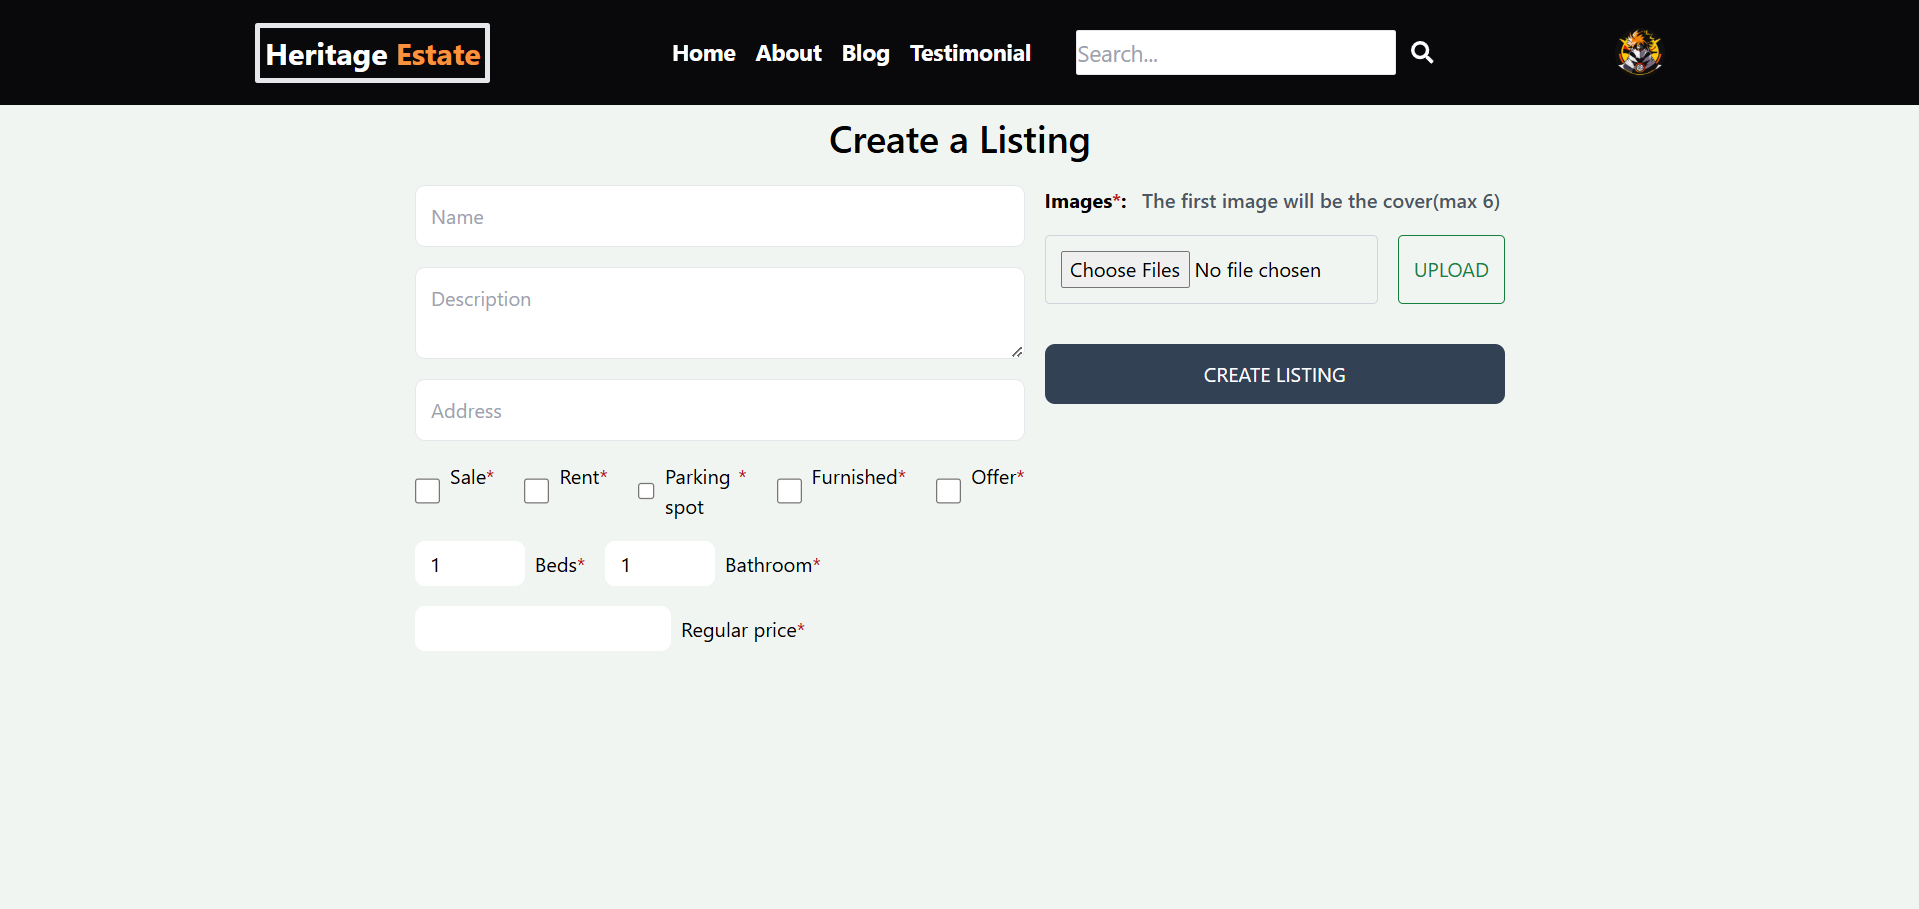 Heritage Estate
Home About Blog Testimonial Search...
Create a Listing
Name
Description
Address
Sale* Rent* Parking spot * Furnished* Offer*
1 Beds* 1 Bathroom*
Regular price*
Images*: The first image will be the cover(max 6)
Choose Files No file chosen UPLOAD
CREATE LISTING